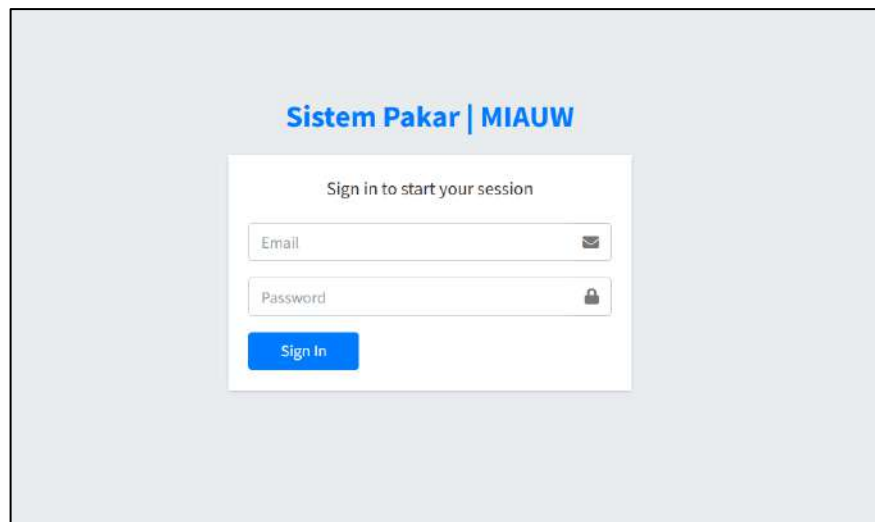 Sistem Pakar | MIAUW
Sign in to start your session
Email
Password
Sign In